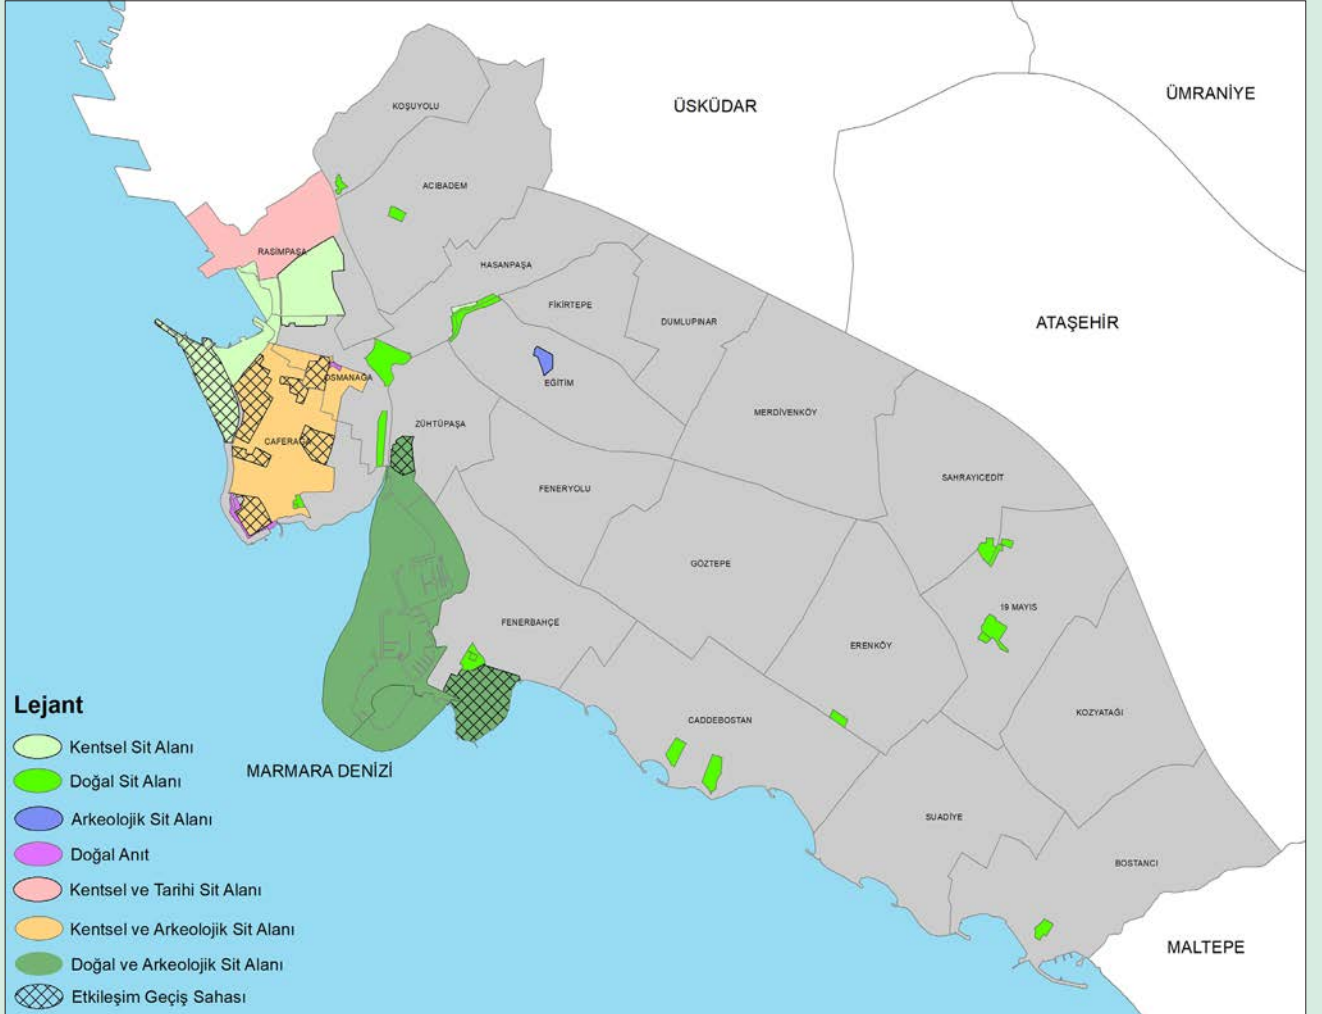 ÜMRANİYE
ÜSKÜDAR
KOŞUYOLU
ACIBADEM
RASİMPAŞA
HASANPAŞA
FİKİRTEPE
DUMLUPINAR
ATAŞEHİR
OSMANAĞA
EĞİTİM
MERDİVENKÖY
ZÜHTÜPAŞA
CAFERAĞA
SAHRAYICEDİT
FENERYOLU
GÖZTEPE
19 MAYIS
FENERBAHÇE
ERENKÖY
KOZYATAĞI
CADDEBOSTAN
MARMARA DENİZİ
SUADİYE
BOSTANCI
MALTEPE
Lejant
Kentsel Sit Alanı
Doğal Sit Alanı
Arkeolojik Sit Alanı
Doğal Anıt
Kentsel ve Tarihi Sit Alanı
Kentsel ve Arkeolojik Sit Alanı
Doğal ve Arkeolojik Sit Alanı
Etkileşim Geçiş Sahası